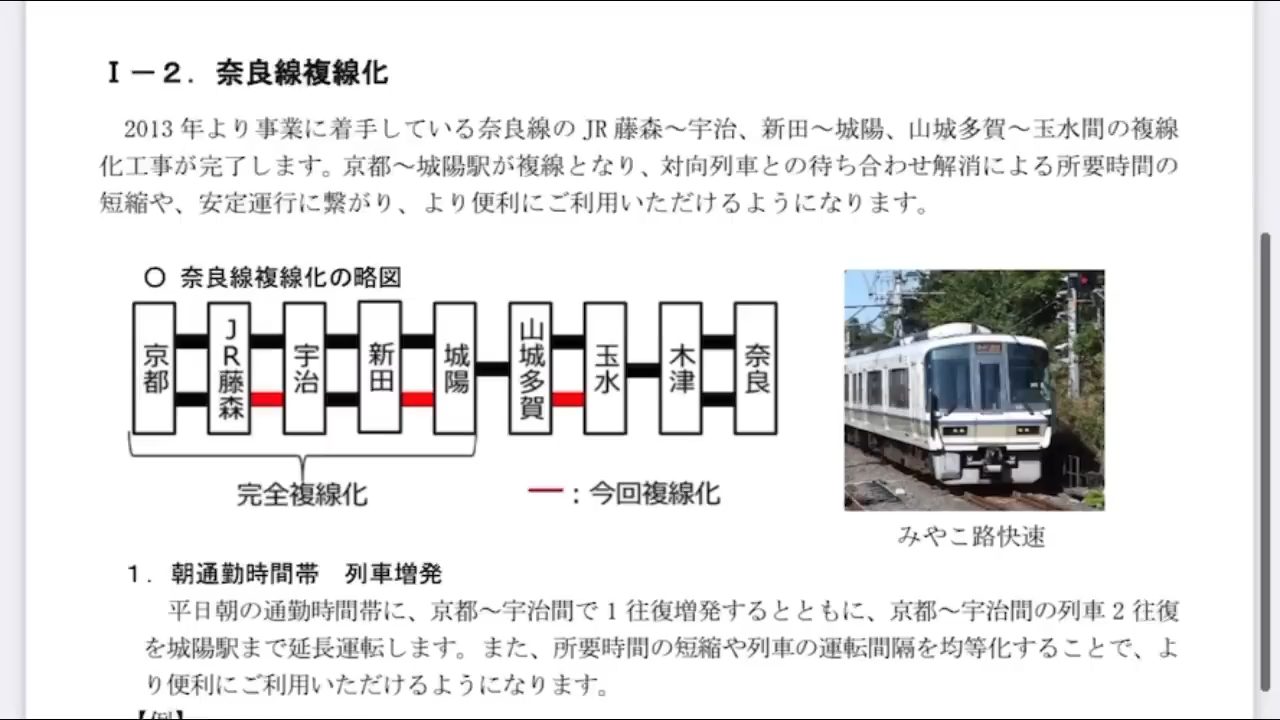 Ⅰ－２．奈良線複線化
2013 年より事業に着手している奈良線の JR 藤森～宇治、新田～城陽、山城多賀～玉水間の複線
化工事が完了します。京都～城陽駅が複線となり、対向列車との待ち合わせ解消による所要時間の
短縮や、安定運行に繋がり、より便利にご利用いただけるようになります。
〇 奈良線複線化の略図
京都
ＪＲ藤森
宇治
新田
城陽
山城多賀
玉水
木津
奈良
完全複線化
：今回複線化
みやこ路快速
１．朝通勤時間帯　列車増発
平日朝の通勤時間帯に、京都～宇治間で 1 往復増発するとともに、京都～宇治間の列車 2 往復
を城陽駅まで延長運転します。また、所要時間の短縮や列車の運転間隔を均等化することで、よ
り便利にご利用いただけるようになります。
【例】